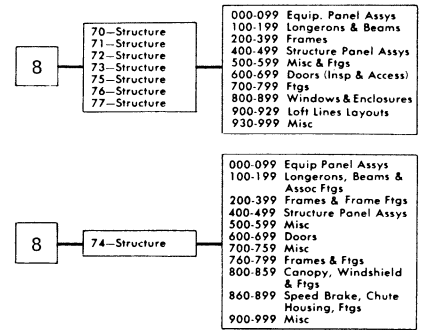 8
70—Structure
71—Structure
72—Structure
73—Structure
75—Structure
76—Structure
77—Structure
000-099 Equip. Panel Assys
100-199 Longerons & Beams
200-399 Frames
400-499 Structure Panel Assys
500-599 Misc & Ftgs
600-699 Doors (Insp & Access)
700-799 Ftgs
800-899 Windows & Enclosures
900-929 Loft Lines Layouts
930-999 Misc
8
74—Structure
000-099 Equip Panel Assys
100-199 Longerons, Beams &
Assoc Ftgs
200-399 Frames & Frame Ftgs
400-499 Structure Panel Assys
500-599 Misc
600-699 Doors
700-759 Misc
760-799 Frames & Ftgs
800-859 Canopy, Windshield
& Ftgs
860-899 Speed Brake, Chute
Housing, Ftgs
900-999 Misc